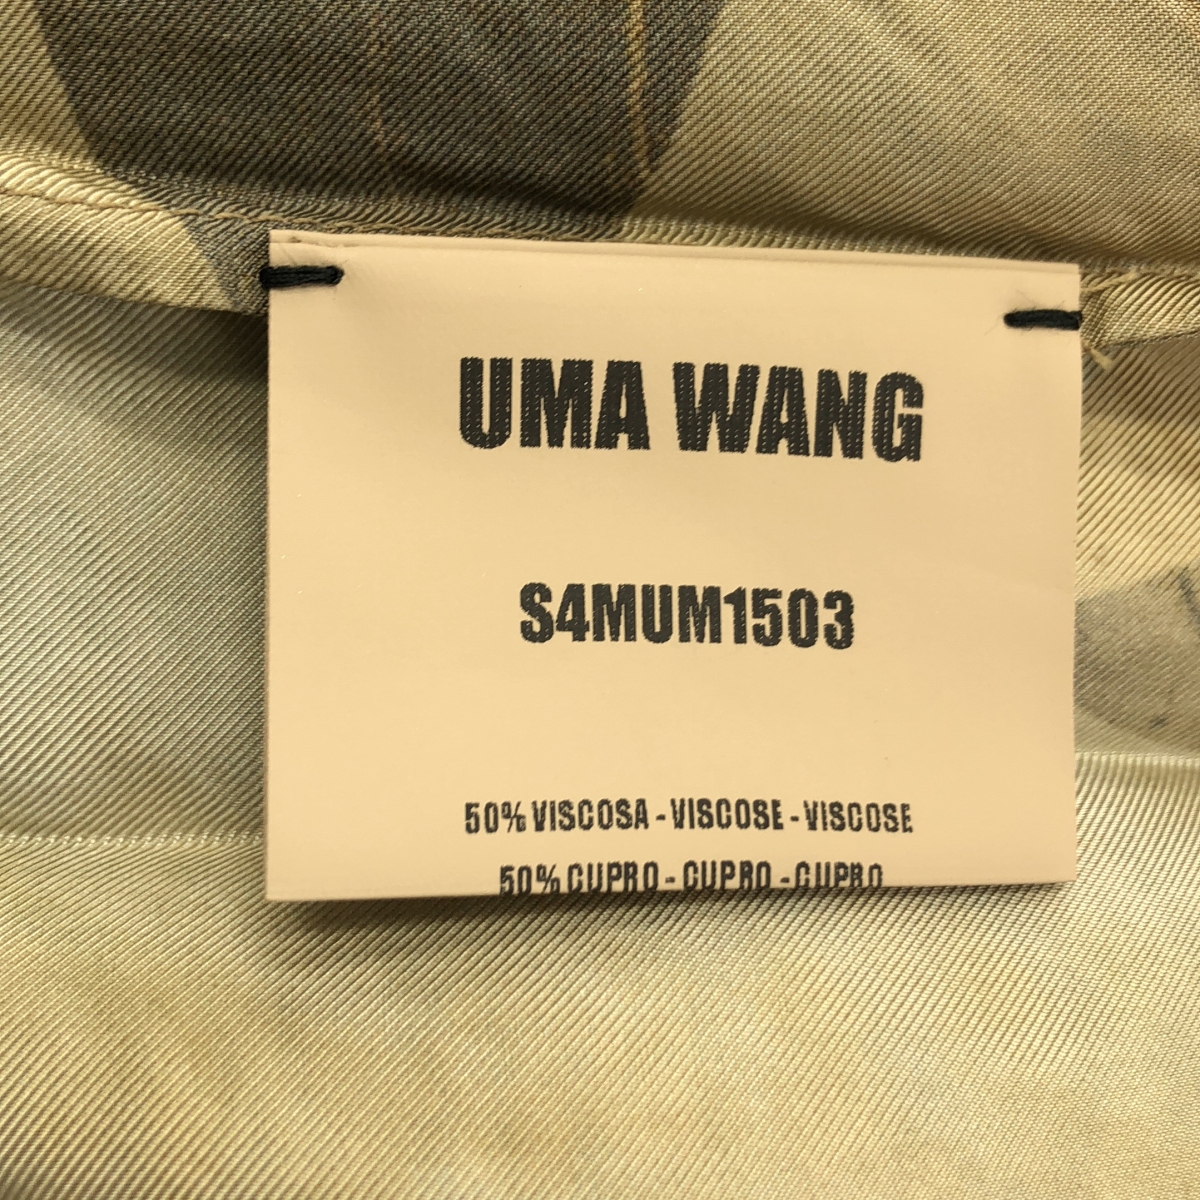 UMA WANG
S4MUM1503
50% VISCOSA - VISCOSE - VISCOSE
50% CUPRO - CUPRO - CUPRO